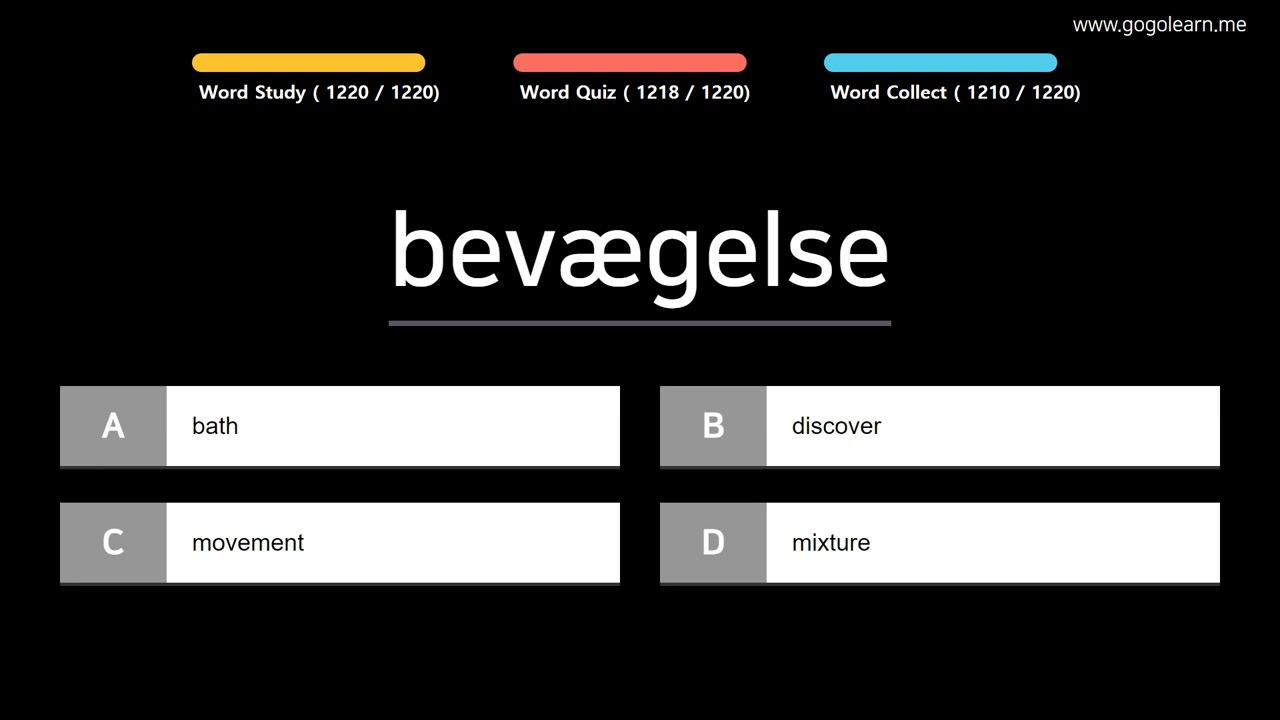 www.gogolearn.me
Word Study ( 1220 / 1220)
Word Quiz ( 1218 / 1220)
Word Collect ( 1210 / 1220)
bevægelse
A bath
B discover
C movement
D mixture